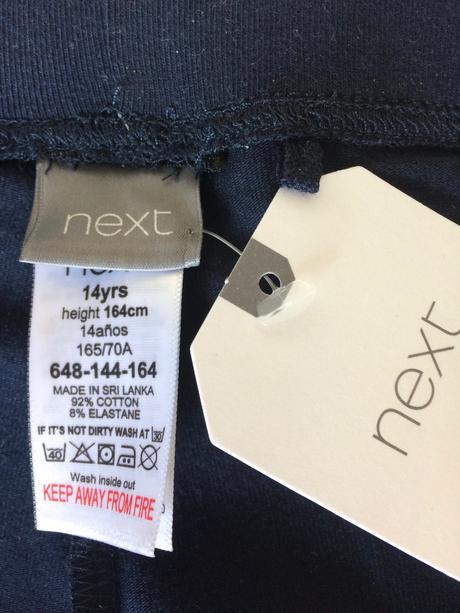 next
14yrs
height 164cm
14años
165/70A
648-144-164
MADE IN SRI LANKA
92% COTTON
8% ELASTANE
IF IT'S NOT DIRTY WASH AT 30
40
Wash inside out
KEEP AWAY FROM FIRE
next